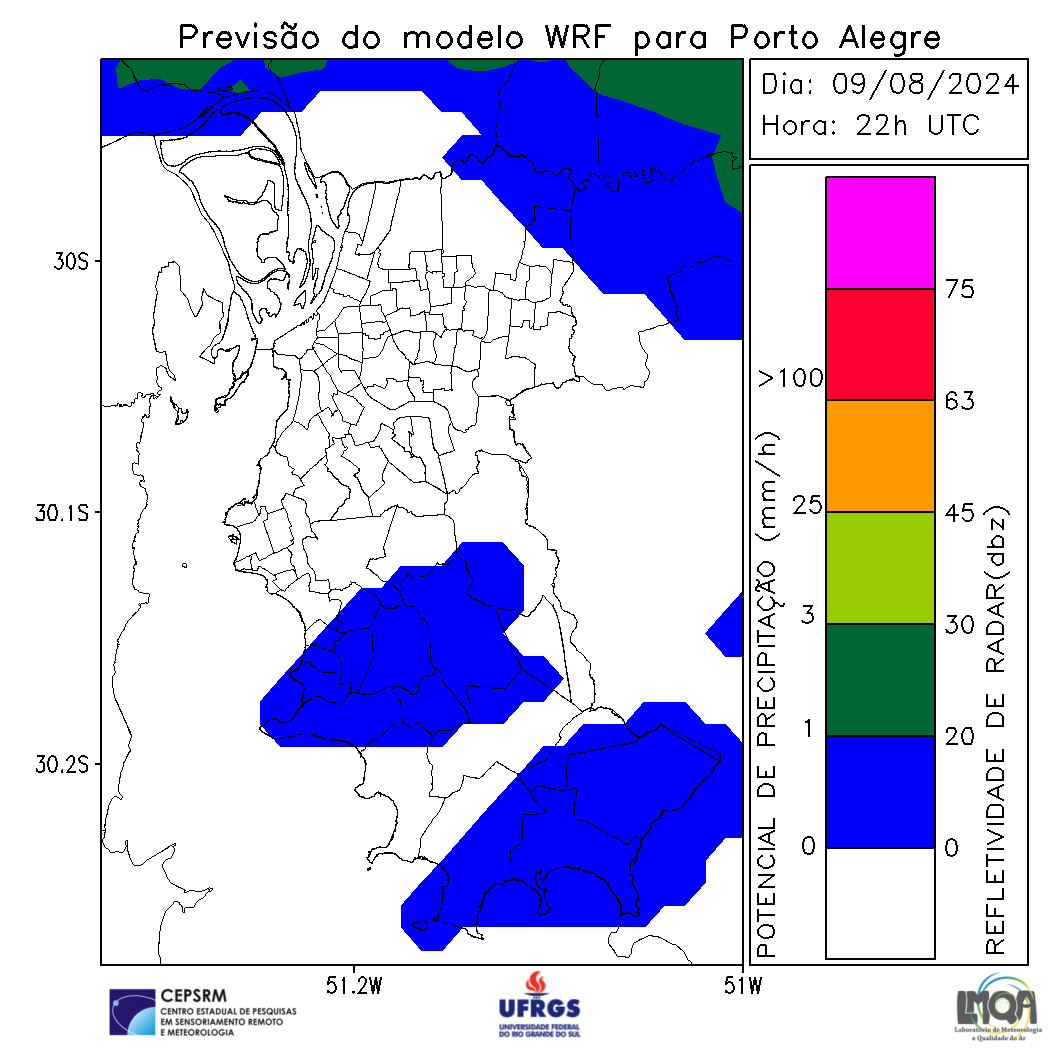 Previsão do modelo WRF para Porto Alegre
Dia: 09/08/2024
Hora: 22h UTC
30S
30.1S
30.2S
51.2W
51W
POTENCIAL DE PRECIPITAÇÃO (mm/h)
>100
25
3
1
0
75
63
45
30
20
0
REFLETIVIDADE DE RADAR(dbz)
CEPSRM
CENTRO ESTADUAL DE PESQUISAS
EM SENSORIAMENTO REMOTO
E METEOROLOGIA
UFRGS
UNIVERSIDADE FEDERAL
DO RIO GRANDE DO SUL
LMQA
Laboratório de Meteorologia
e Qualidade do Ar